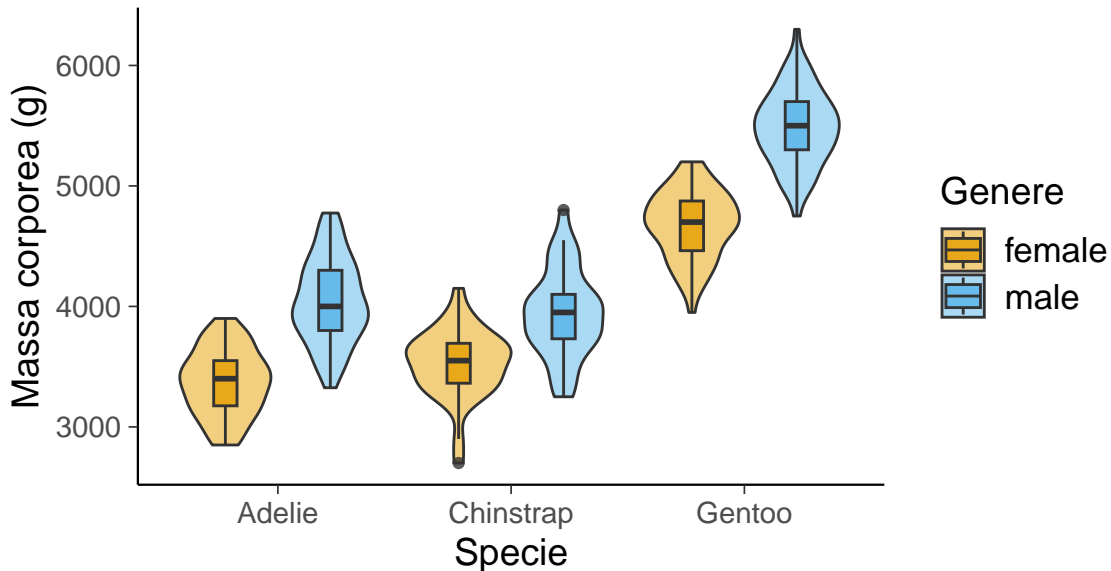 Massa corporea (g)
6000
5000
4000
3000
Adelie
Chinstrap
Gentoo
Specie
Genere
female
male